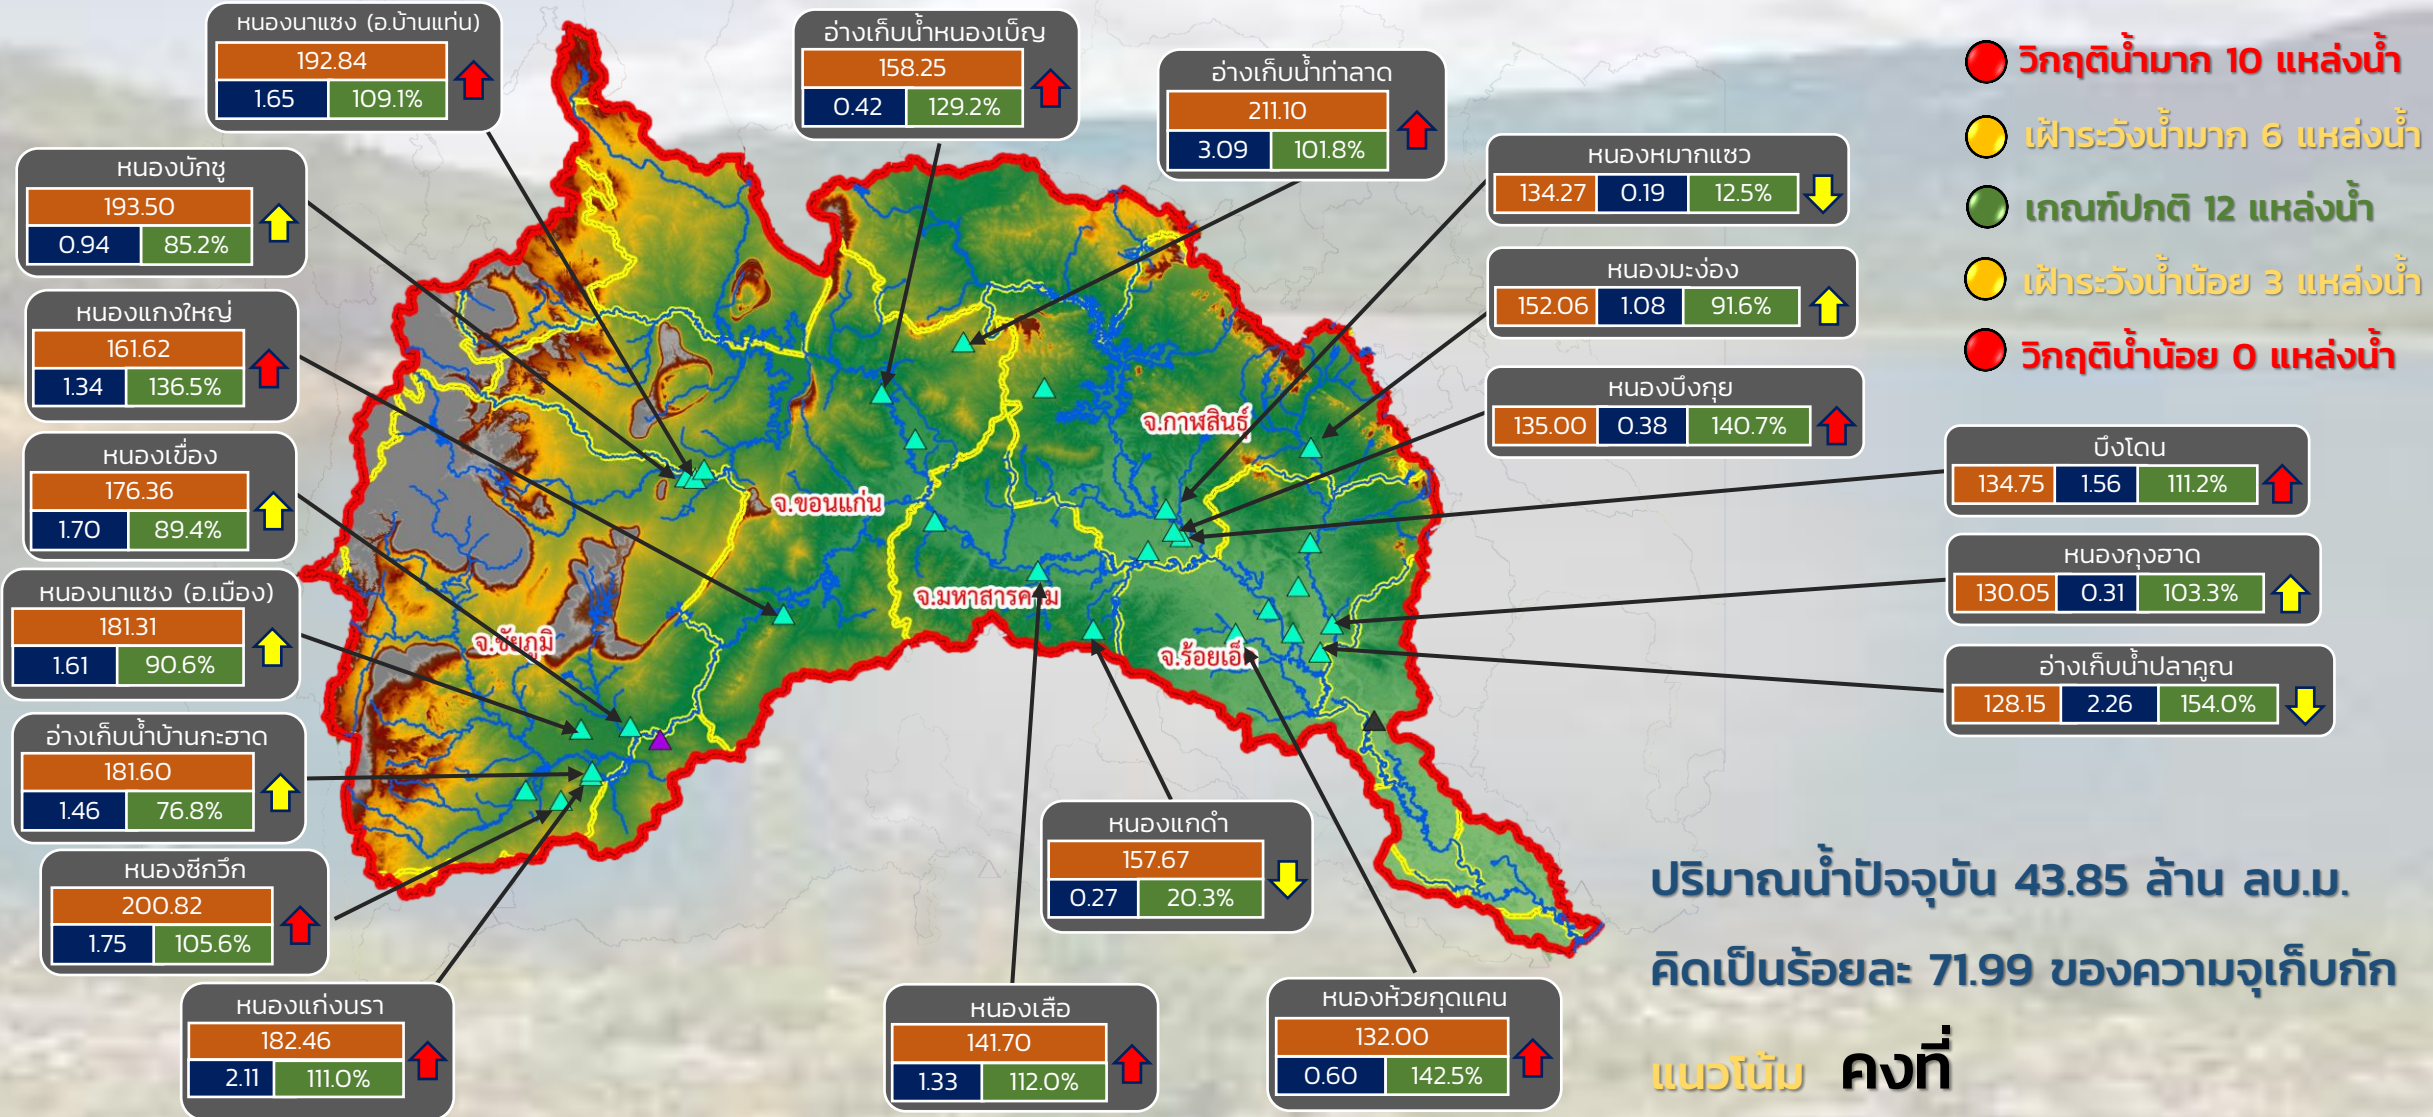 หนองนาแซง (อ.บ้านแท่น)
192.84
1.65 109.1%
อ่างเก็บน้ำหนองเบ็ญ
158.25
0.42 129.2%
อ่างเก็บน้ำท่าลาด
211.10
3.09 101.8%
วิกฤติน้ำมาก 10 แหล่งน้ำ
เฝ้าระวังน้ำมาก 6 แหล่งน้ำ
เกณฑ์ปกติ 12 แหล่งน้ำ
เฝ้าระวังน้ำน้อย 3 แหล่งน้ำ
วิกฤติน้ำน้อย 0 แหล่งน้ำ
หนองบักชู
193.50
0.94 85.2%
หนองแกงใหญ่
161.62
1.34 136.5%
หนองเขื่อง
176.36
1.70 89.4%
หนองนาแซง (อ.เมือง)
181.31
1.61 90.6%
อ่างเก็บน้ำบ้านกะฮาด
181.60
1.46 76.8%
หนองซีกวึก
200.82
1.75 105.6%
หนองแก่งนรา
182.46
2.11 111.0%
หนองหมากแซว
134.27 0.19 12.5%
หนองมะง่อง
152.06 1.08 91.6%
หนองบึงกุย
135.00 0.38 140.7%
บึงโดน
134.75 1.56 111.2%
หนองกุงฮาด
130.05 0.31 103.3%
อ่างเก็บน้ำปลาคูณ
128.15 2.26 154.0%
จ.กาฬสินธุ์
จ.ขอนแก่น
จ.มหาสารคาม
จ.ชัยภูมิ
จ.ร้อยเอ็ด
หนองแกดำ
157.67
0.27 20.3%
หนองเสือ
141.70
1.33 112.0%
หนองห้วยกุดแคน
132.00
0.60 142.5%
ปริมาณน้ำปัจจุบัน 43.85 ล้าน ลบ.ม.
คิดเป็นร้อยละ 71.99 ของความจุเก็บกัก
แนวโน้ม คงที่